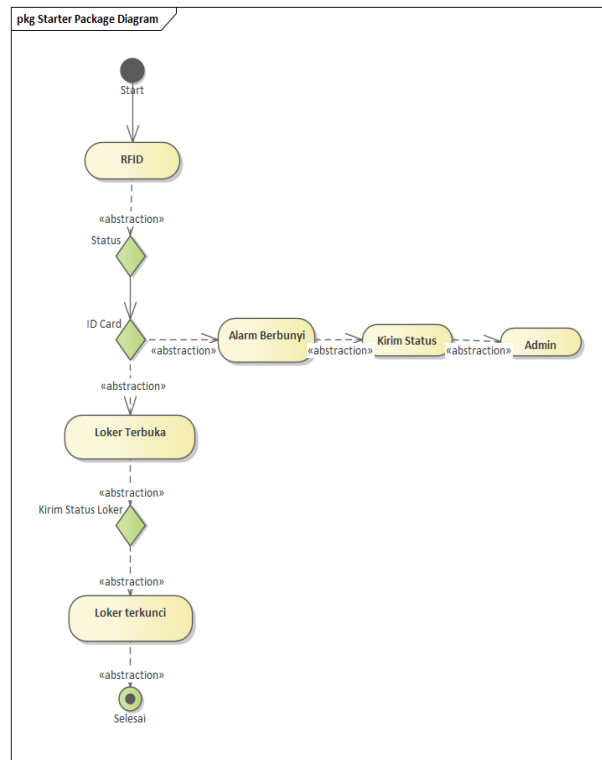 pkg Starter Package Diagram
Start
RFID
«abstraction»
Status
ID Card
«abstraction»
Alarm Berbunyi
«abstraction»
Kirim Status
«abstraction»
Admin
«abstraction»
Loker Terbuka
«abstraction»
Kirim Status Loker
«abstraction»
Loker terkunci
«abstraction»
Selesai